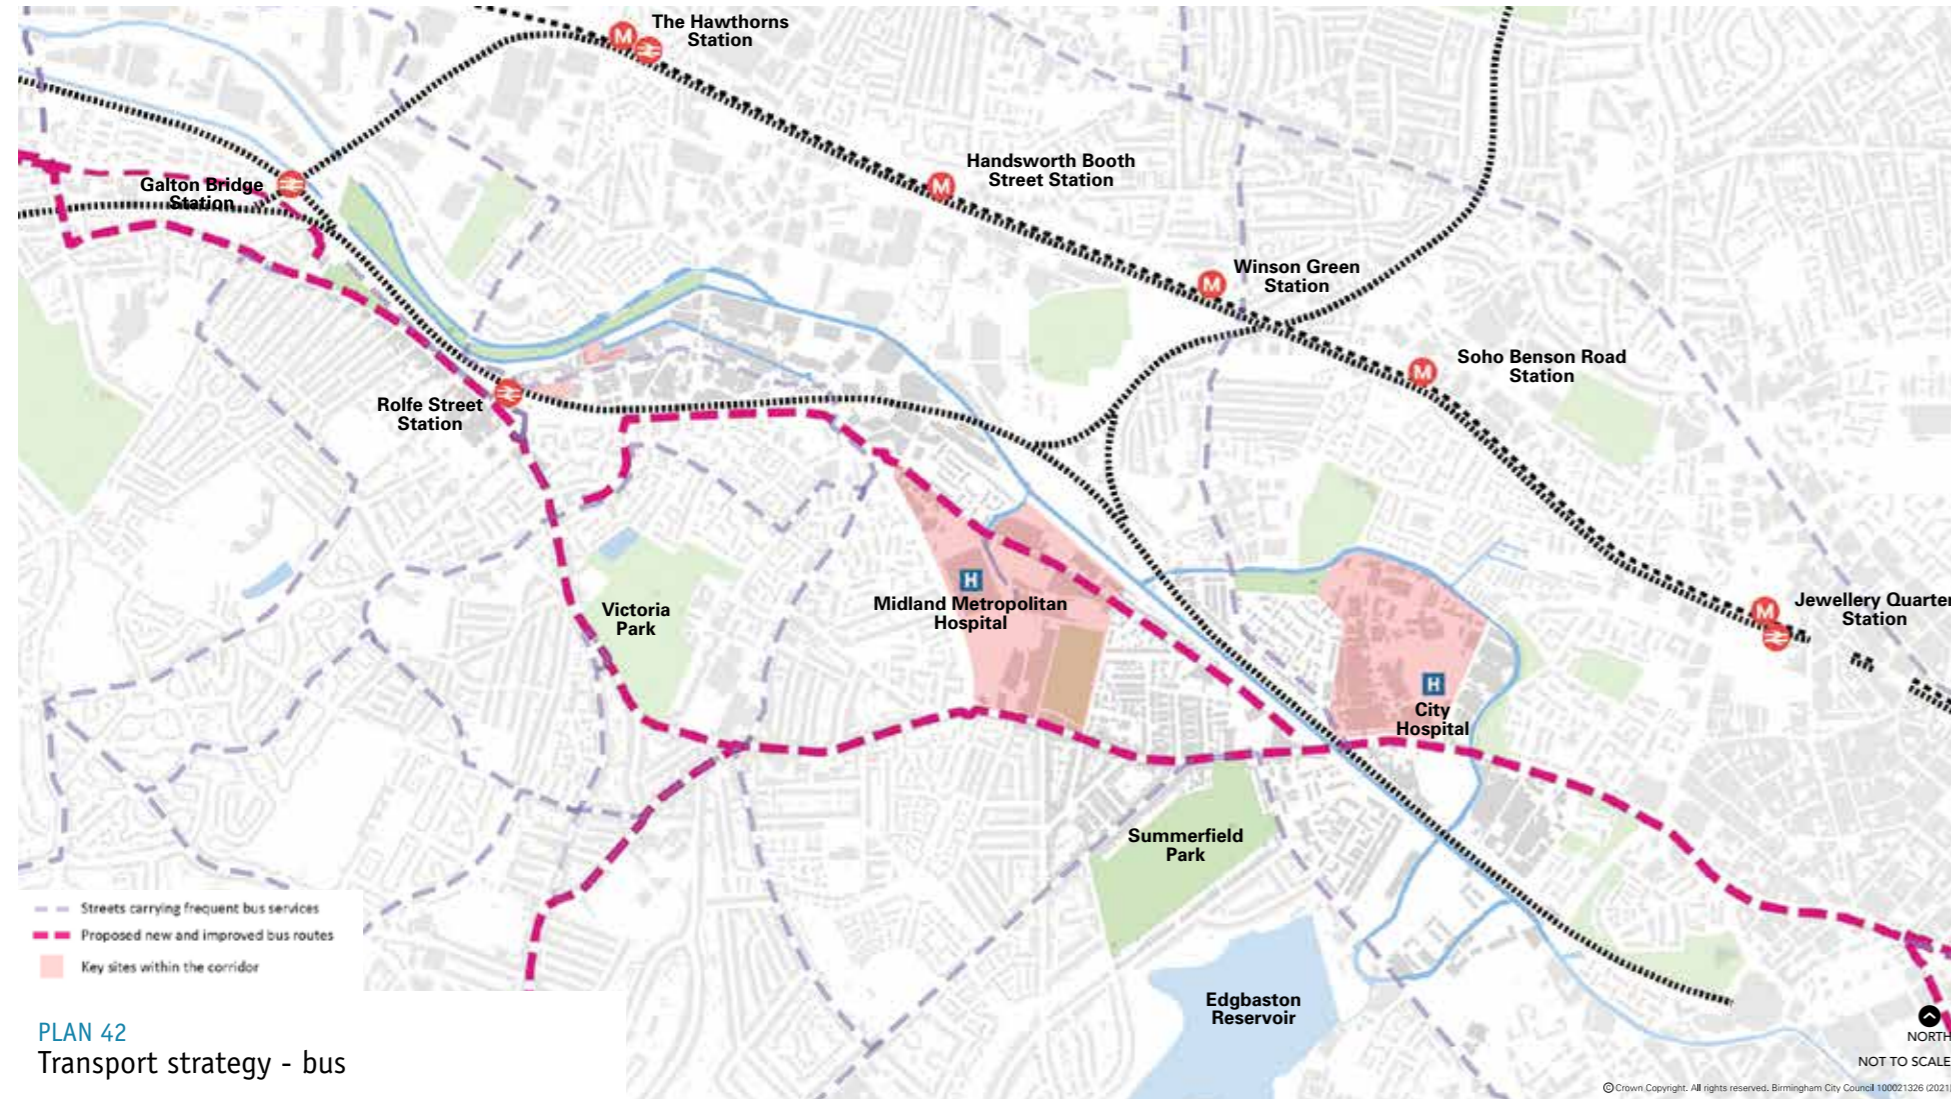 The Hawthorns
Station
Handsworth Booth
Street Station
Galton Bridge
Station
Winson Green
Station
Soho Benson Road
Station
Rolfe Street
Station
Midland Metropolitan
Hospital
H
Victoria
Park
Jewellery Quarter
Station
H
City
Hospital
Summerfield
Park
Edgbaston
Reservoir
M
M
M
M
M
Streets carrying frequent bus services
Proposed new and improved bus routes
Key sites within the corridor
PLAN 42
Transport strategy - bus
NORTH
NOT TO SCALE
©Crown Copyright. All rights reserved. Birmingham City Council 100021326 (2021)